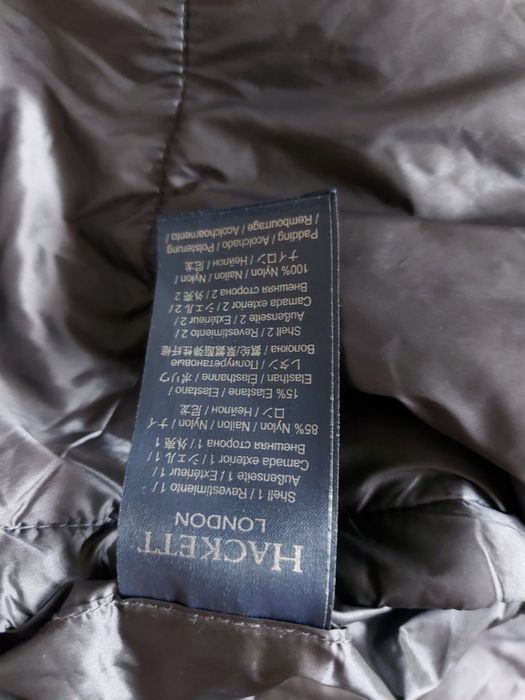 HACKETT
LONDON
Shell 1 / Revestimiento 1 /
Außenseite 1 / Extérieur 1 /
Camada exterior 1 / シェル 1 /
Внешняя сторона 1 / 外壳 1
85% Nylon / Nailon / Nylon / ナイ
ロン / Нейлон / 尼龙
15% Elastane / Elastano /
Elasthan / Elasthanne / ポリウ
レタン / Полиуретановые
Волокна / 氨纶/聚氨酯弹性纤维
Shell 2 / Revestimiento 2 /
Außenseite 2 / Extérieur 2 /
Camada exterior 2 / シェル 2 /
Внешняя сторона 2 / 外壳 2
100% Nylon / Nailon / Nylon /
ナイロン / Нейлон / 尼龙
Padding / Acolchado / Polsterung
/ Rembourrage / Acolchoamento /